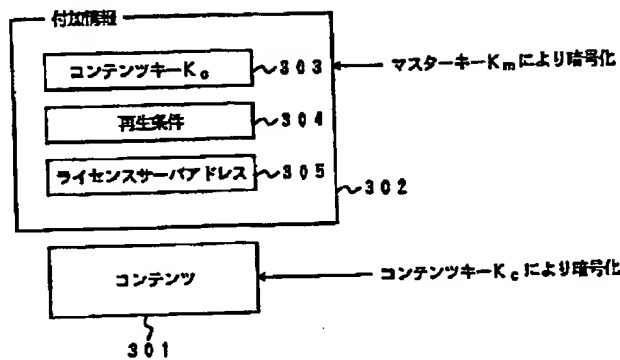 付加情報
コンテンツキーKc 303 マスターキーKmにより暗号化
再生条件 304
ライセンスサーバアドレス 305
302
コンテンツ コンテンツキーKcにより暗号化
301